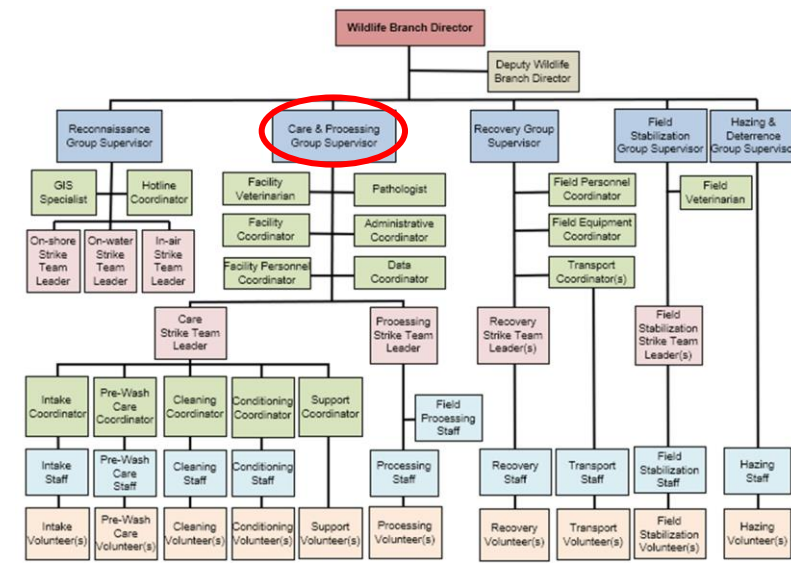 Wildlife Branch Director
Deputy Wildlife
Branch Director
Reconnaissance
Group Supervisor
Care & Processing
Group Supervisor
Recovery Group
Supervisor
Field
Stabilization
Group Supervisor
Hazing &
Deterrence
Group Supervisor
GIS
Specialist
Hotline
Coordinator
Facility
Veterinarian
Pathologist
Field Personnel
Coordinator
Field
Veterinarian
Facility
Coordinator
Administrative
Coordinator
Field Equipment
Coordinator
On-shore
Strike
Team
Leader
On-water
Strike
Team
Leader
In-air
Strike
Team
Leader
Facility Personnel
Coordinator
Data
Coordinator
Transport
Coordinator(s)
Care
Strike Team
Leader
Processing
Strike Team
Leader
Recovery
Strike Team
Leader(s)
Field
Stabilization
Strike Team
Leader(s)
Intake
Coordinator
Pre-Wash
Care
Coordinator
Cleaning
Coordinator
Conditioning
Coordinator
Support
Coordinator
Field
Processing
Staff
Intake
Staff
Pre-Wash
Care
Staff
Cleaning
Staff
Conditioning
Staff
Processing
Staff
Recovery
Staff
Transport
Staff
Field
Stabilization
Staff
Hazing
Staff
Intake
Volunteer(s)
Pre-Wash
Care
Volunteer(s)
Cleaning
Volunteer(s)
Conditioning
Volunteer(s)
Support
Volunteer(s)
Processing
Volunteer(s)
Recovery
Volunteer(s)
Transport
Volunteer(s)
Field
Stabilization
Volunteer(s)
Hazing
Volunteer(s)